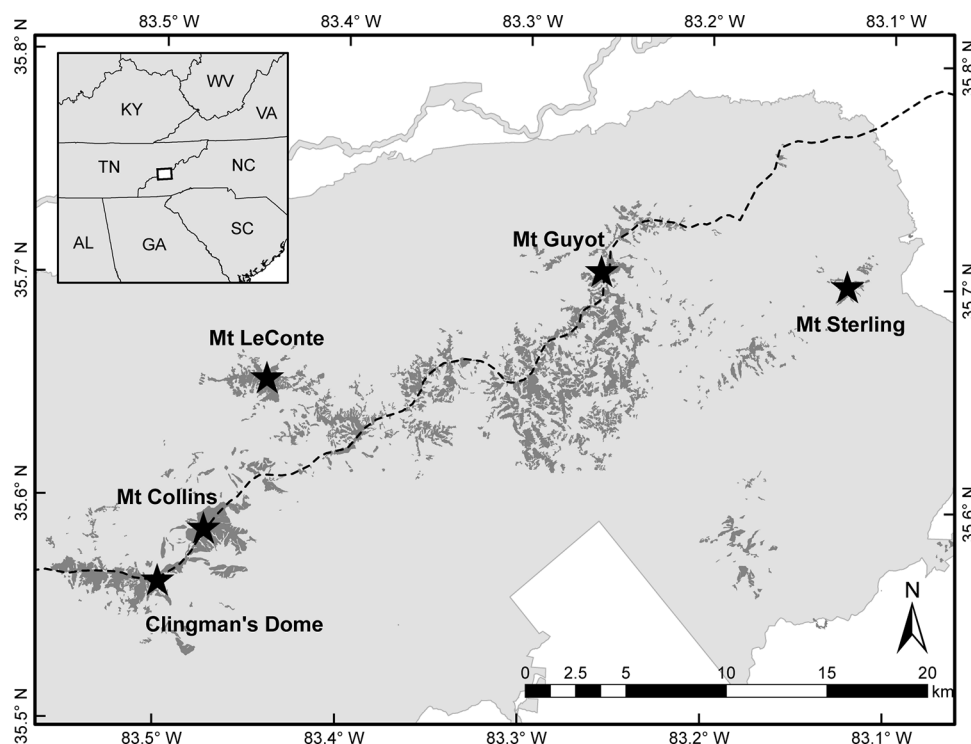 83.5° W 83.4° W 83.3° W 83.2° W 83.1° W
35.8° N 35.8° N
WV
KY
VA
TN NC
AL GA SC
Mt Guyot
35.7° N 35.7° N
Mt Sterling
Mt LeConte
Mt Collins
35.6° N 35.6° N
Clingman's Dome
N
0 2.5 5 10 15 20
km
35.5° N
83.5° W 83.4° W 83.3° W 83.2° W 83.1° W